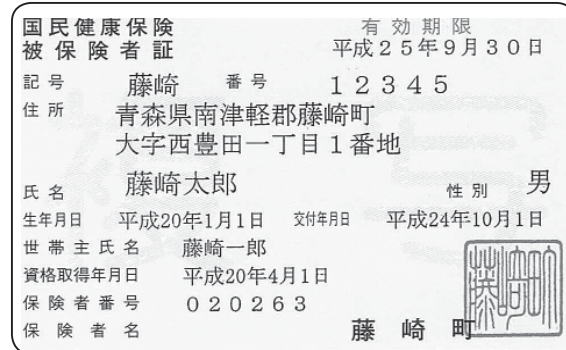 国民健康保険 有効期限
被保険者証 平成25年9月30日
記号 藤崎 番号 12345
住所 青森県南津軽郡藤崎町
大字西豊田一丁目1番地
氏名 藤崎太郎 性別 男
生年月日 平成20年1月1日 交付年月日 平成24年10月1日
世帯主氏名 藤崎一郎
資格取得年月日 平成20年4月1日
保険者番号 020263
保険者名 藤崎町